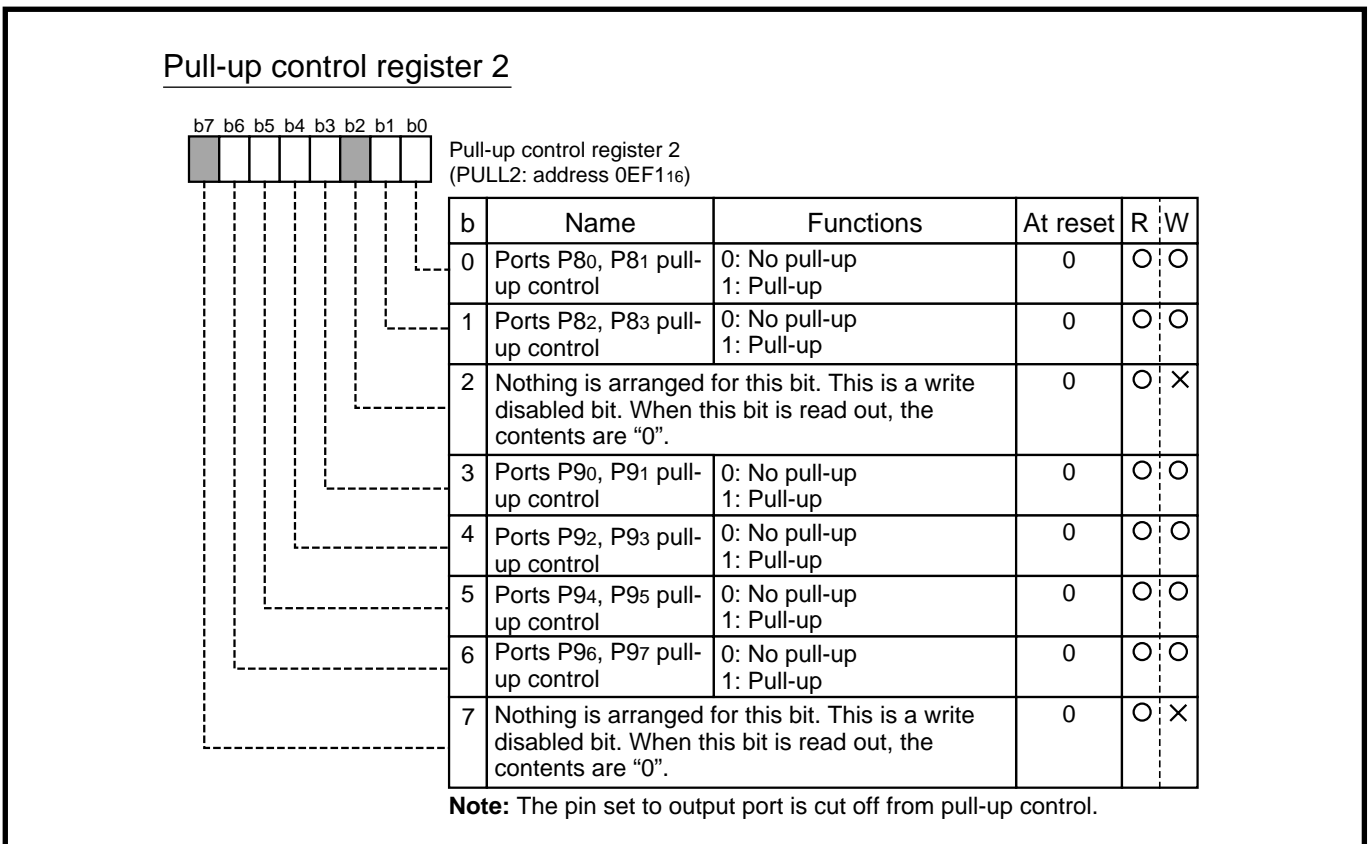 Pull-up control register 2
b7 b6 b5 b4 b3 b2 b1 b0
Pull-up control register 2
(PULL2: address 0EF116)
b Name Functions At reset R W
0 Ports P80, P81 pull- 0: No pull-up 0 O O
up control 1: Pull-up
1 Ports P82, P83 pull- 0: No pull-up 0 O O
up control 1: Pull-up
2 Nothing is arranged for this bit. This is a write 0 O ×
disabled bit. When this bit is read out, the
contents are “0”.
3 Ports P90, P91 pull- 0: No pull-up 0 O O
up control 1: Pull-up
4 Ports P92, P93 pull- 0: No pull-up 0 O O
up control 1: Pull-up
5 Ports P94, P95 pull- 0: No pull-up 0 O O
up control 1: Pull-up
6 Ports P96, P97 pull- 0: No pull-up 0 O O
up control 1: Pull-up
7 Nothing is arranged for this bit. This is a write 0 O ×
disabled bit. When this bit is read out, the
contents are “0”.
Note: The pin set to output port is cut off from pull-up control.